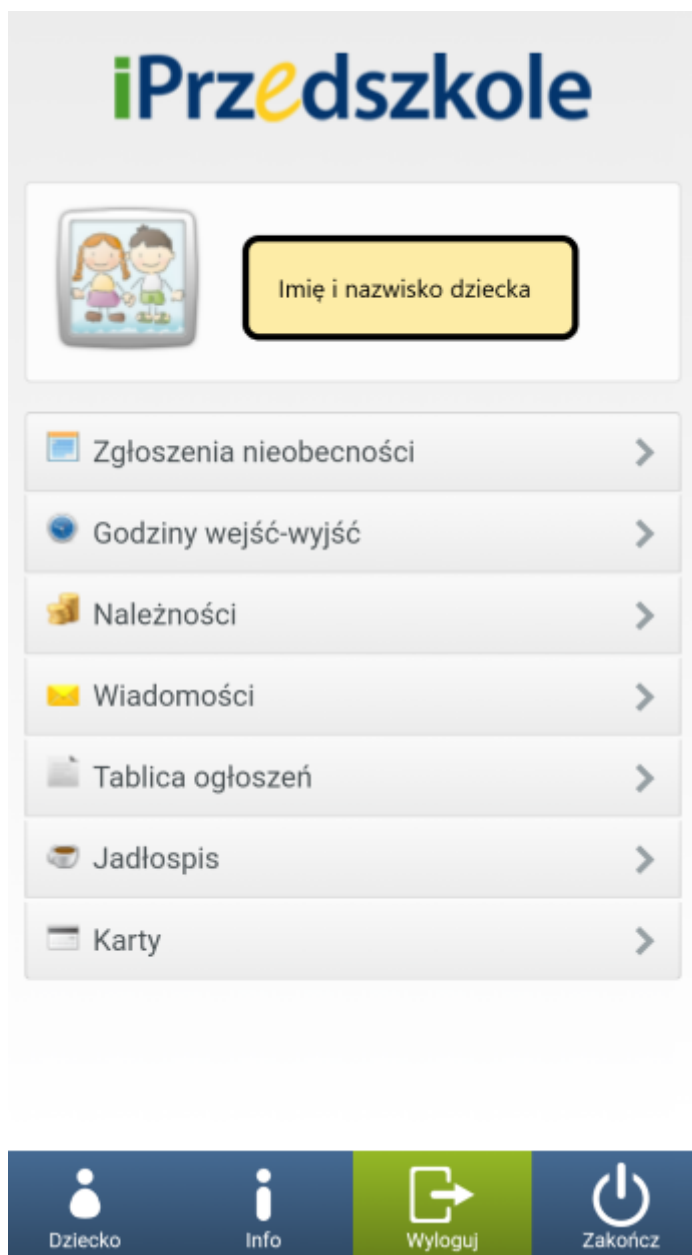 iPrzedszkole
Imię i nazwisko dziecka
Zgłoszenia nieobecności
Godziny wejść-wyjść
Należności
Wiadomości
Tablica ogłoszeń
Jadłospis
Karty
Dziecko
Info
Wyloguj
Zakończ